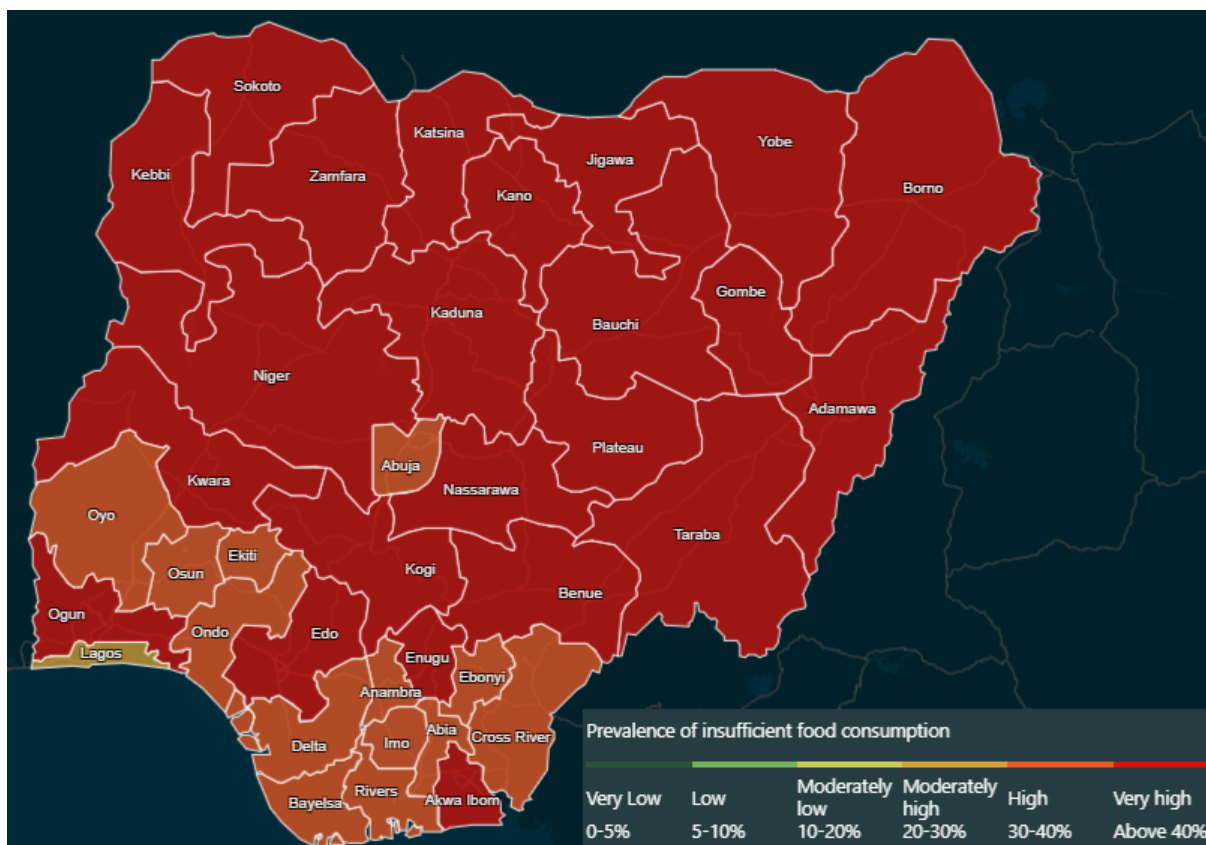 Sokoto
Katsina
Yobe
Jigawa
Kebbi
Zamfara
Kano
Borno
Gombe
Kaduna
Bauchi
Niger
Adamawa
Plateau
Abuja
Kwara
Nassarawa
Oyo
Taraba
Ekiti
Osun
Kogi
Benue
Ogun
Ondo
Edo
Lagos
Enugu
Ebonyi
Anambra
Abia
Cross River
Delta
Imo
Rivers
Bayelsa
Akwa Ibom
Prevalence of insufficient food consumption
Very Low
0-5%
Low
5-10%
Moderately
low
10-20%
Moderately
high
20-30%
High
30-40%
Very high
Above 40%